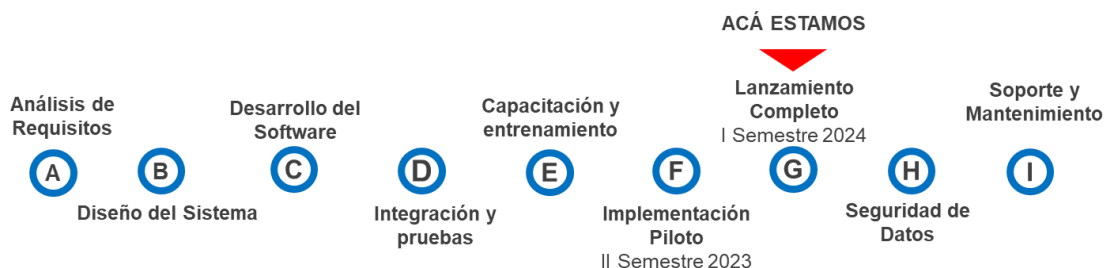 ACÁ ESTAMOS
Análisis de
Requisitos
A
B
Diseño del Sistema
Desarrollo del
Software
C
D
Integración y
pruebas
Capacitación y
entrenamiento
E
F
Implementación
Piloto
II Semestre 2023
Lanzamiento
Completo
I Semestre 2024
G
H
Seguridad de
Datos
Soporte y
Mantenimiento
I